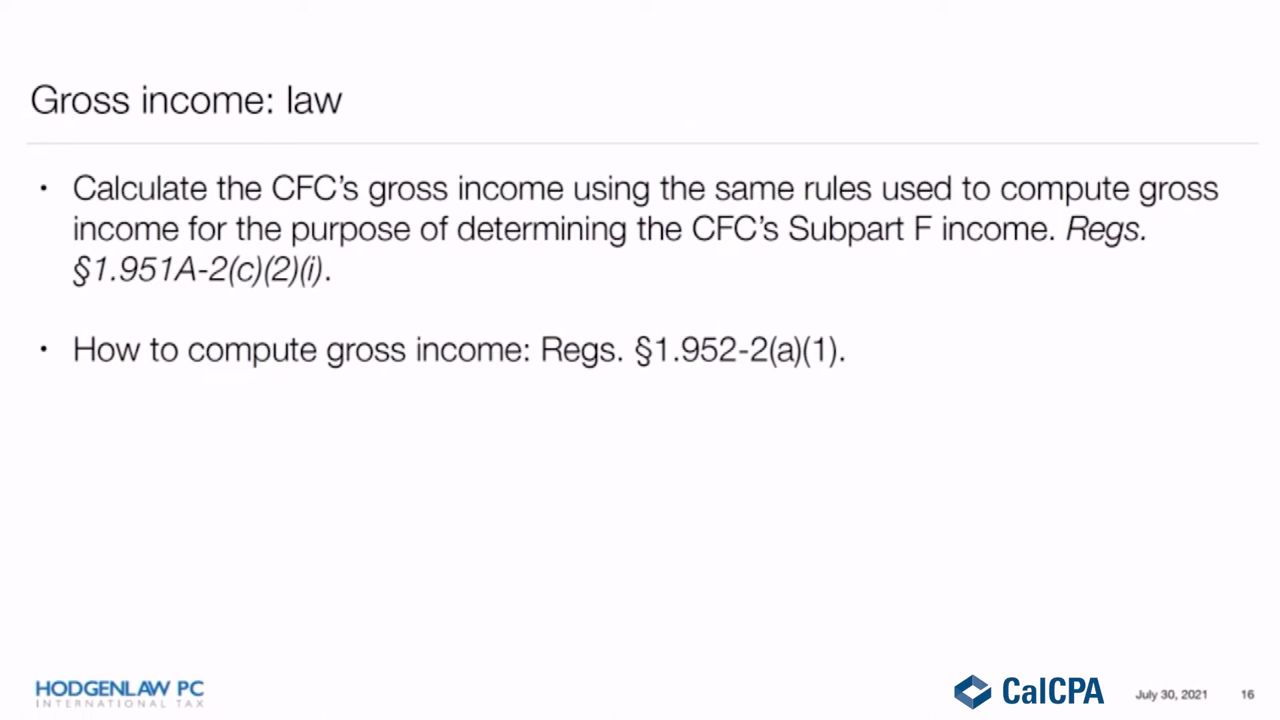 Gross income: law
• Calculate the CFC’s gross income using the same rules used to compute gross
income for the purpose of determining the CFC’s Subpart F income. Regs.
§1.951A-2(c)(2)(i).
• How to compute gross income: Regs. §1.952-2(a)(1).
HODGENLAW PC
INTERNATIONAL TAX
CalCPA
July 30, 2021
16